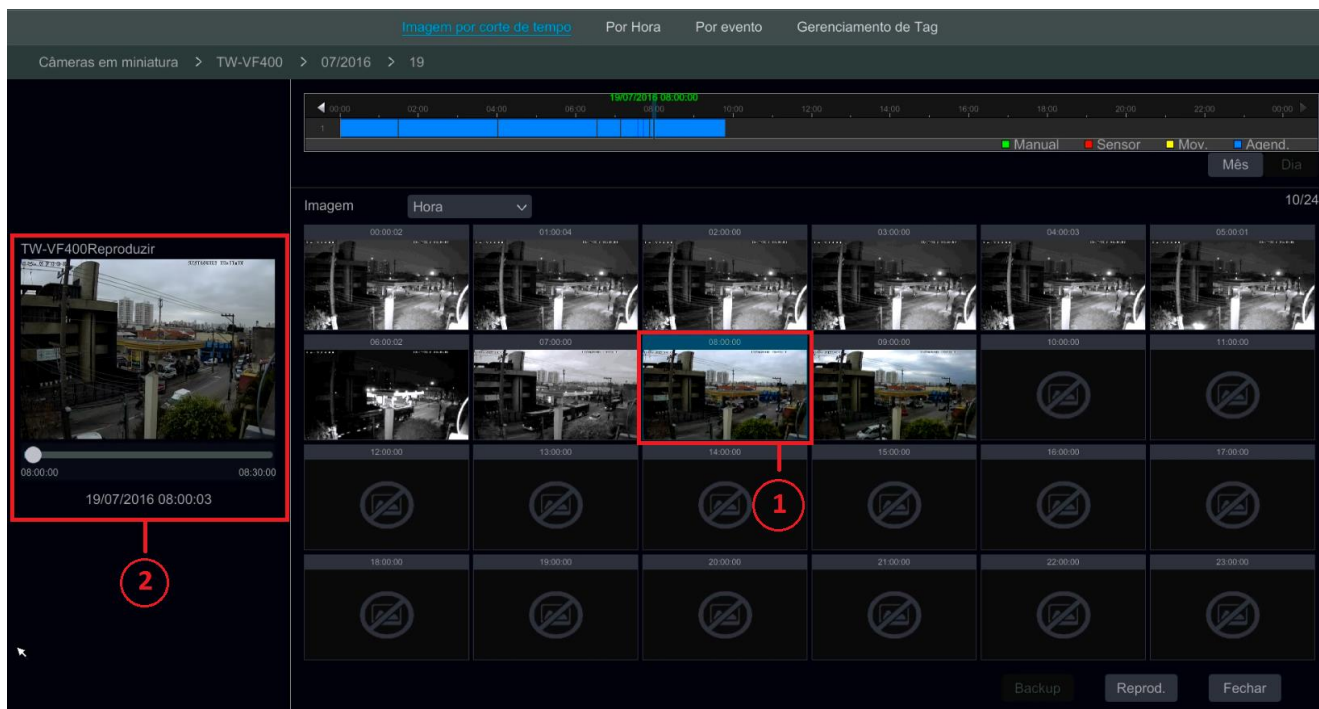 Imagem por corte de tempo Por Hora Por evento Gerenciamento de Tag
Câmeras em miniatura > TW-VF400 > 07/2016 > 19
19/07/2016 08:00:00
00:00 02:00 04:00 06:00 08:00 10:00 12:00 14:00 16:00 18:00 20:00 22:00 00:00
1
Manual Sensor Mov. Agend.
Mês Dia
Imagem Hora 10/24
00:00:02 01:00:04 02:00:00 03:00:00 04:00:03 05:00:01
TW-VF400Reproduzir
06:00:02 07:00:00 08:00:00 09:00:00 10:00:00 11:00:00
12:00:00 13:00:00 14:00:00 15:00:00 16:00:00 17:00:00
08:00:00 08:30:00
19/07/2016 08:00:03
1
18:00:00 19:00:00 20:00:00 21:00:00 22:00:00 23:00:00
2
Backup Reprod. Fechar